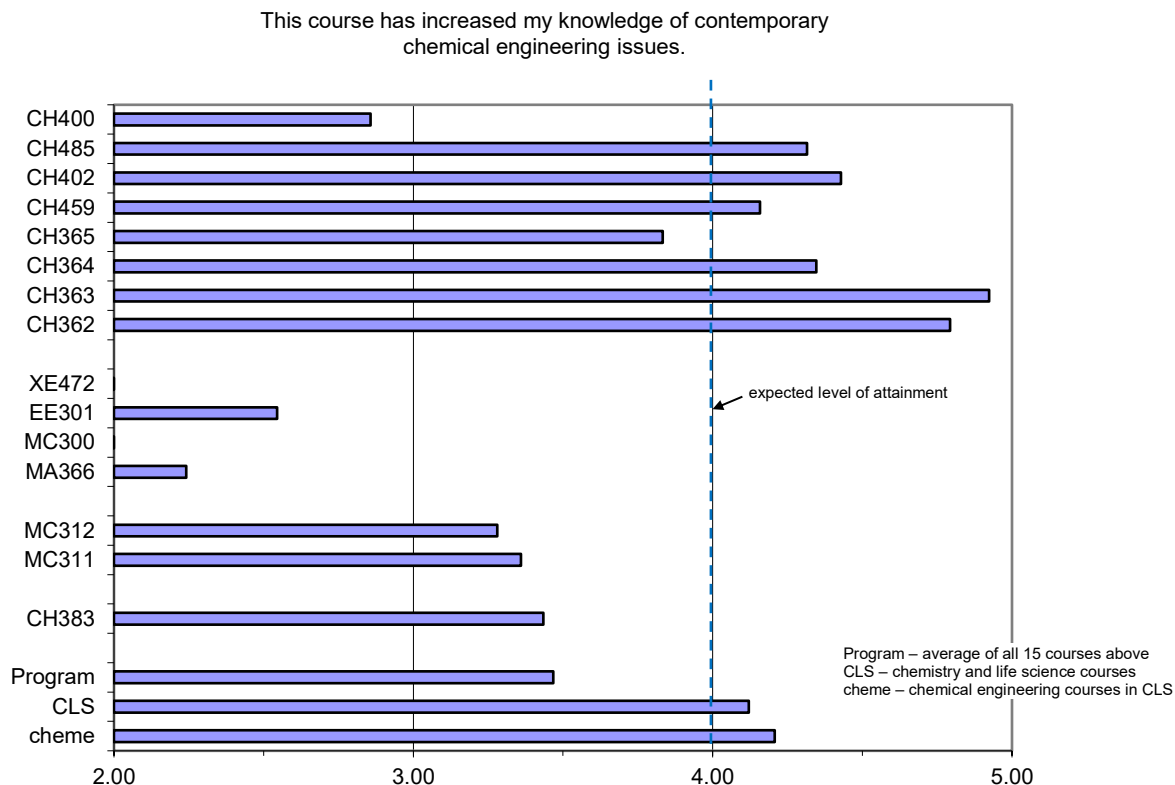 This course has increased my knowledge of contemporary
chemical engineering issues.
CH400
CH485
CH402
CH459
CH365
CH364
CH363
CH362
XE472
expected level of attainment
EE301
MC300
MA366
MC312
MC311
CH383
Program – average of all 15 courses above
CLS – chemistry and life science courses
cheme – chemical engineering courses in CLS
Program
CLS
cheme
2.00 3.00 4.00 5.00